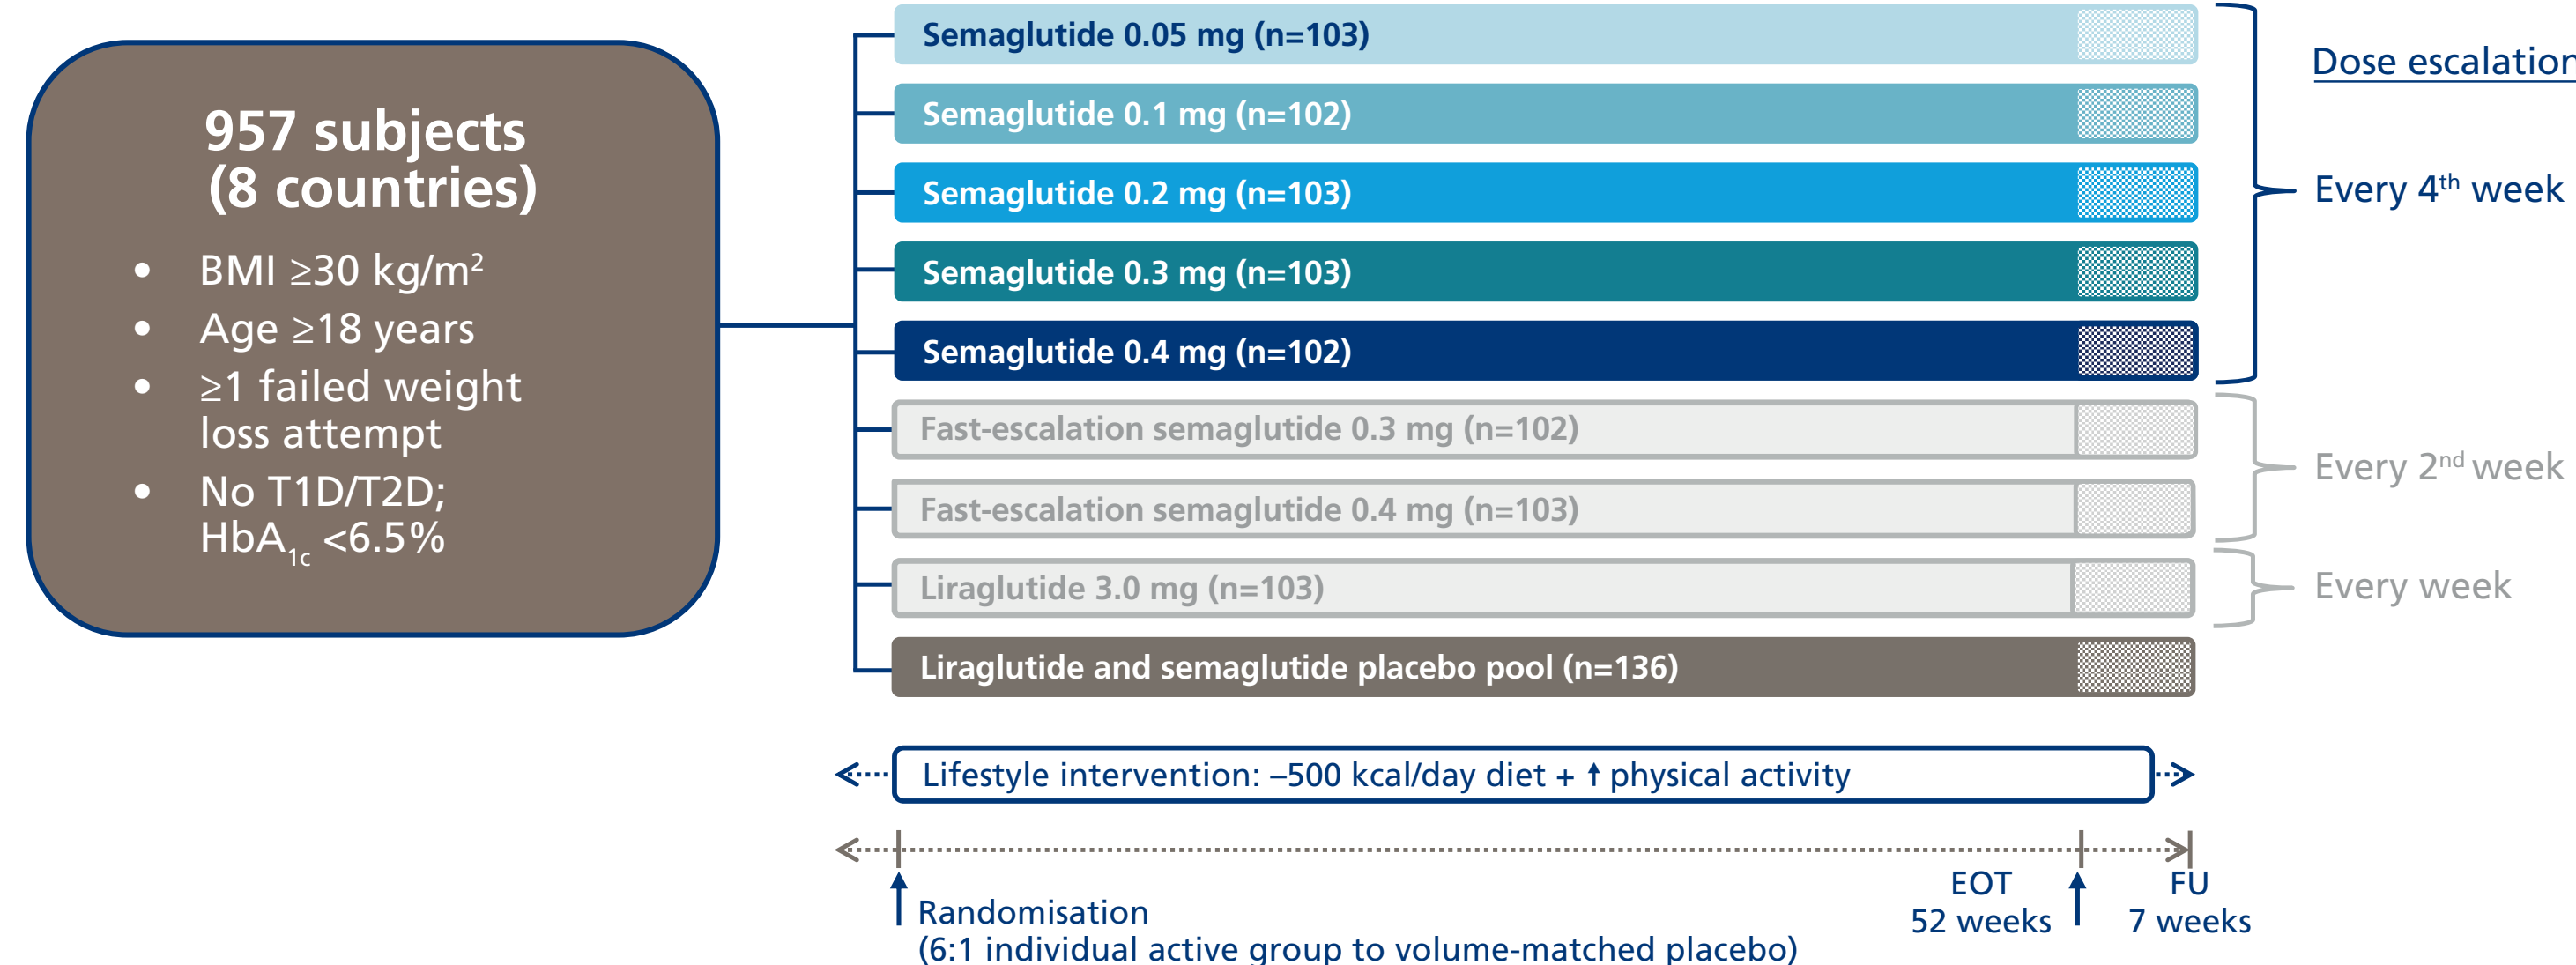 957 subjects
(8 countries)
• BMI ≥30 kg/m²
• Age ≥18 years
• ≥1 failed weight
loss attempt
• No T1D/T2D;
HbA1c <6.5%
Semaglutide 0.05 mg (n=103)
Semaglutide 0.1 mg (n=102)
Semaglutide 0.2 mg (n=103)
Semaglutide 0.3 mg (n=103)
Semaglutide 0.4 mg (n=102)
Fast-escalation semaglutide 0.3 mg (n=102)
Fast-escalation semaglutide 0.4 mg (n=103)
Liraglutide 3.0 mg (n=103)
Liraglutide and semaglutide placebo pool (n=136)
Dose escalation
Every 4th week
Every 2nd week
Every week
Lifestyle intervention: –500 kcal/day diet + ↑ physical activity
Randomisation
(6:1 individual active group to volume-matched placebo)
EOT
52 weeks
FU
7 weeks